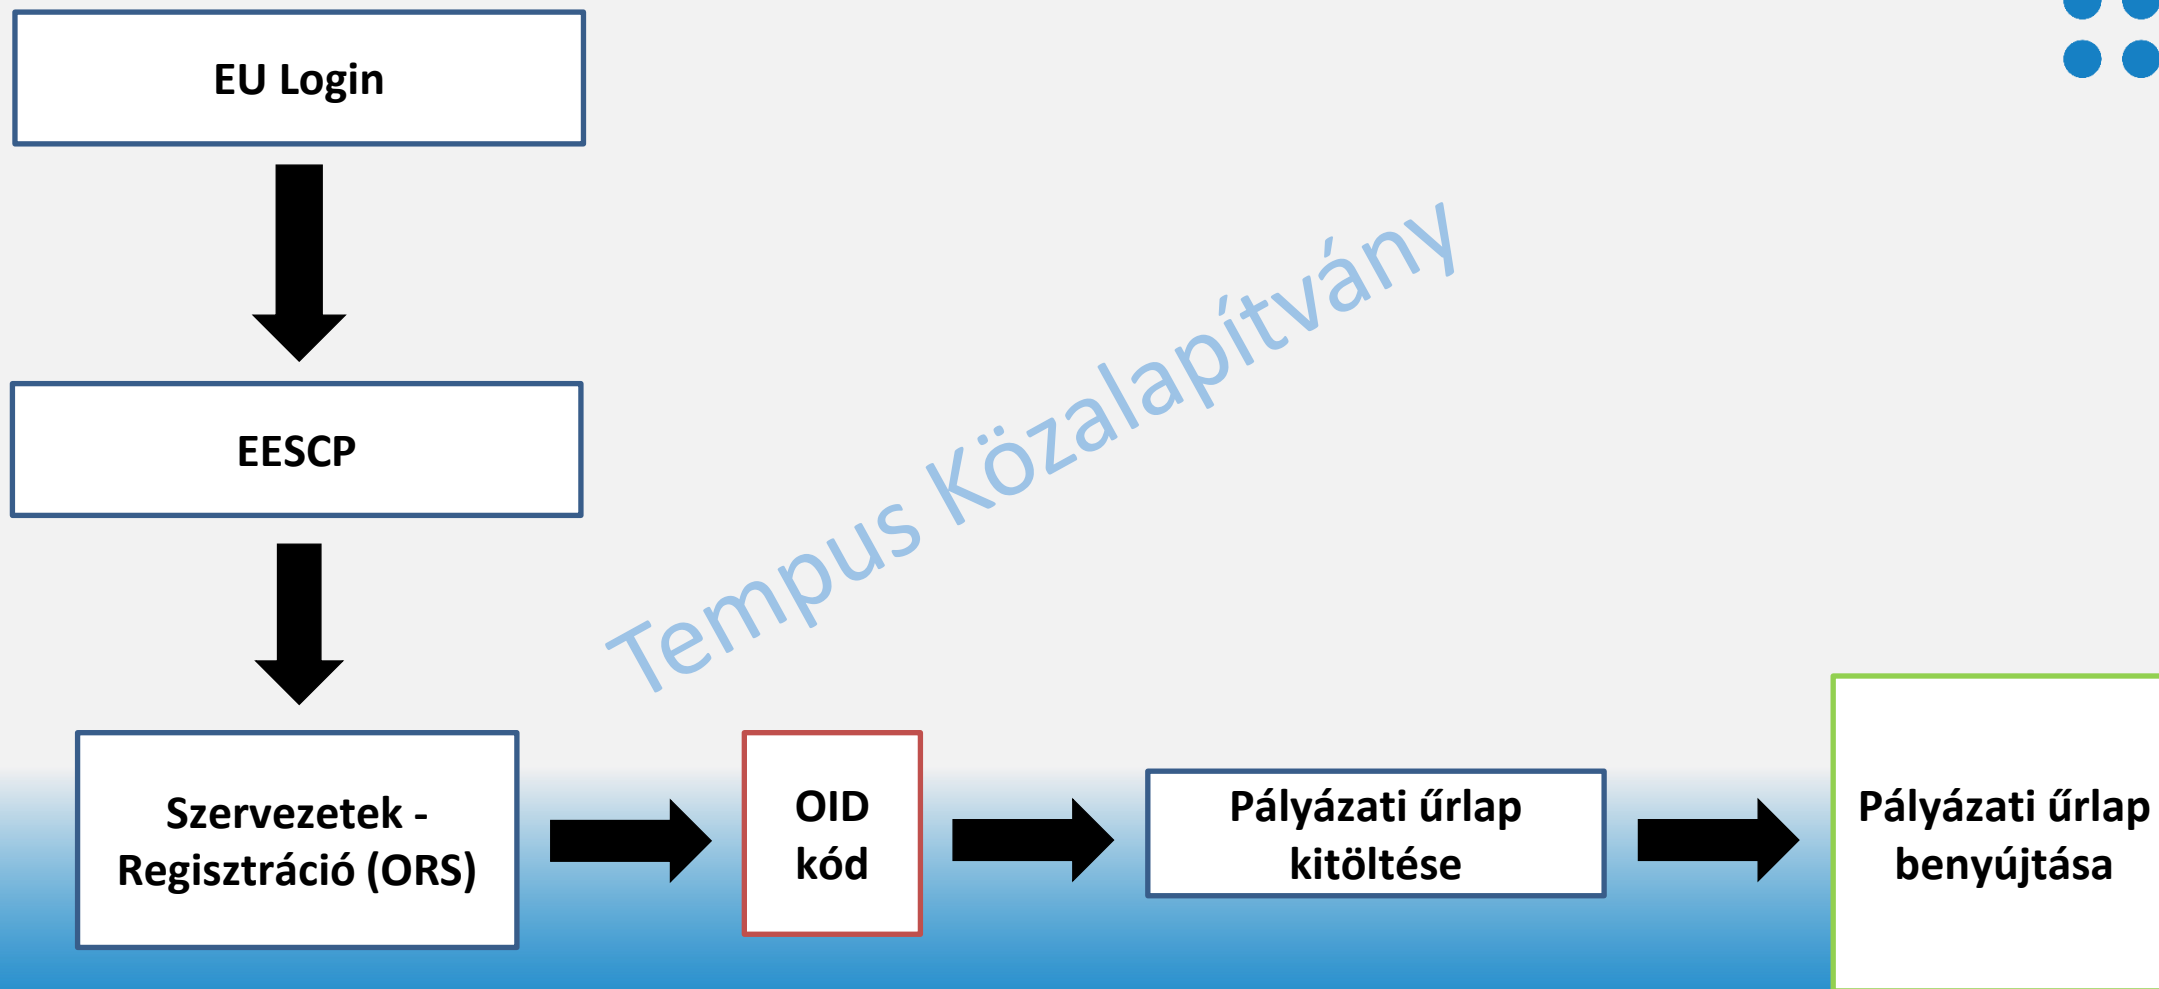 EU Login
EESCP
Tempus Közalapítvány
Szervezetek -
Regisztráció (ORS)
OID
kód
Pályázati űrlap
kitöltése
Pályázati űrlap
benyújtása